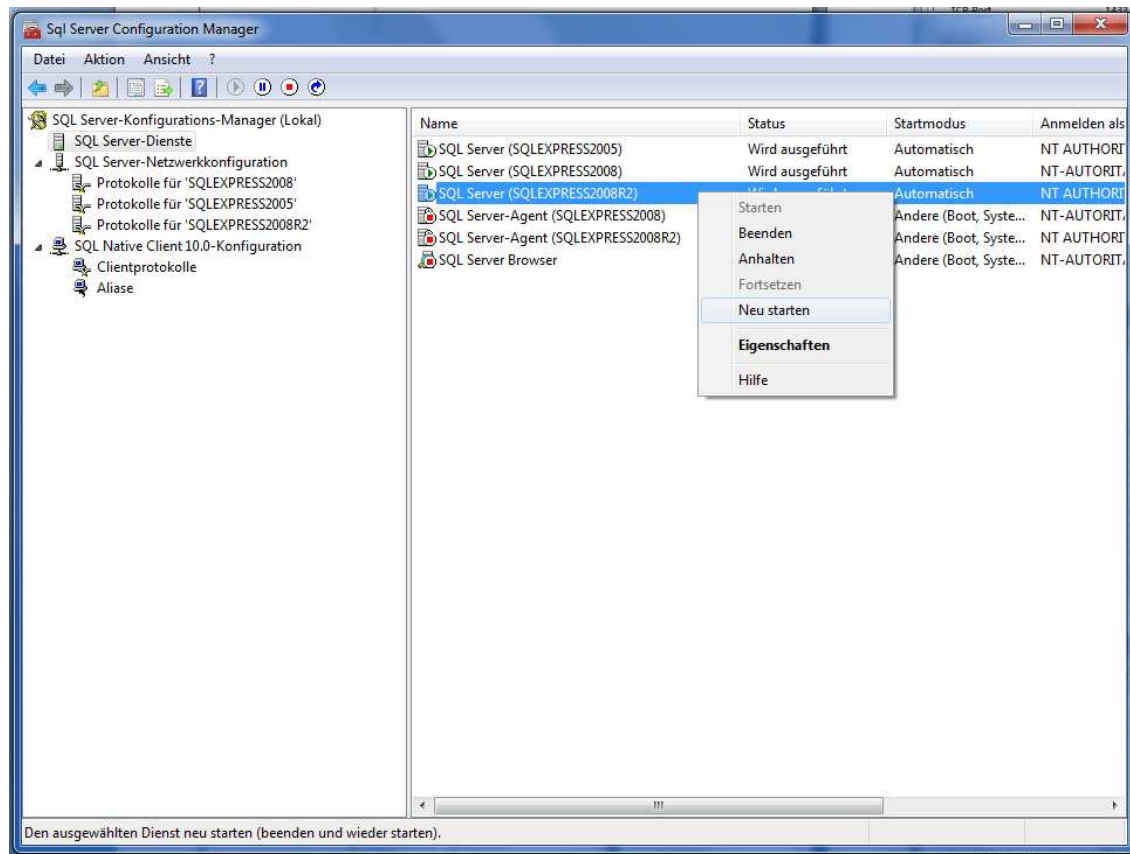 TCP-Port 1433
Sql Server Configuration Manager
Datei Aktion Ansicht ?
SQL Server-Konfigurations-Manager (Lokal)
SQL Server-Dienste
SQL Server-Netzwerkkonfiguration
Protokolle für 'SQLEXPRESS2008'
Protokolle für 'SQLEXPRESS2005'
Protokolle für 'SQLEXPRESS2008R2'
SQL Native Client 10.0-Konfiguration
Clientprotokolle
Aliase
Name Status Startmodus Anmelden als
SQL Server (SQLEXPRESS2005) Wird ausgeführt Automatisch NT AUTHORI
SQL Server (SQLEXPRESS2008) Wird ausgeführt Automatisch NT-AUTORIT
SQL Server (SQLEXPRESS2008R2) Automatisch NT AUTHORI
SQL Server-Agent (SQLEXPRESS2008) Andere (Boot, Syste... NT-AUTORIT
SQL Server-Agent (SQLEXPRESS2008R2) Andere (Boot, Syste... NT AUTHORI
SQL Server Browser Andere (Boot, Syste... NT-AUTORIT
Starten
Beenden
Anhalten
Fortsetzen
Neu starten
Eigenschaften
Hilfe
Den ausgewählten Dienst neu starten (beenden und wieder starten).